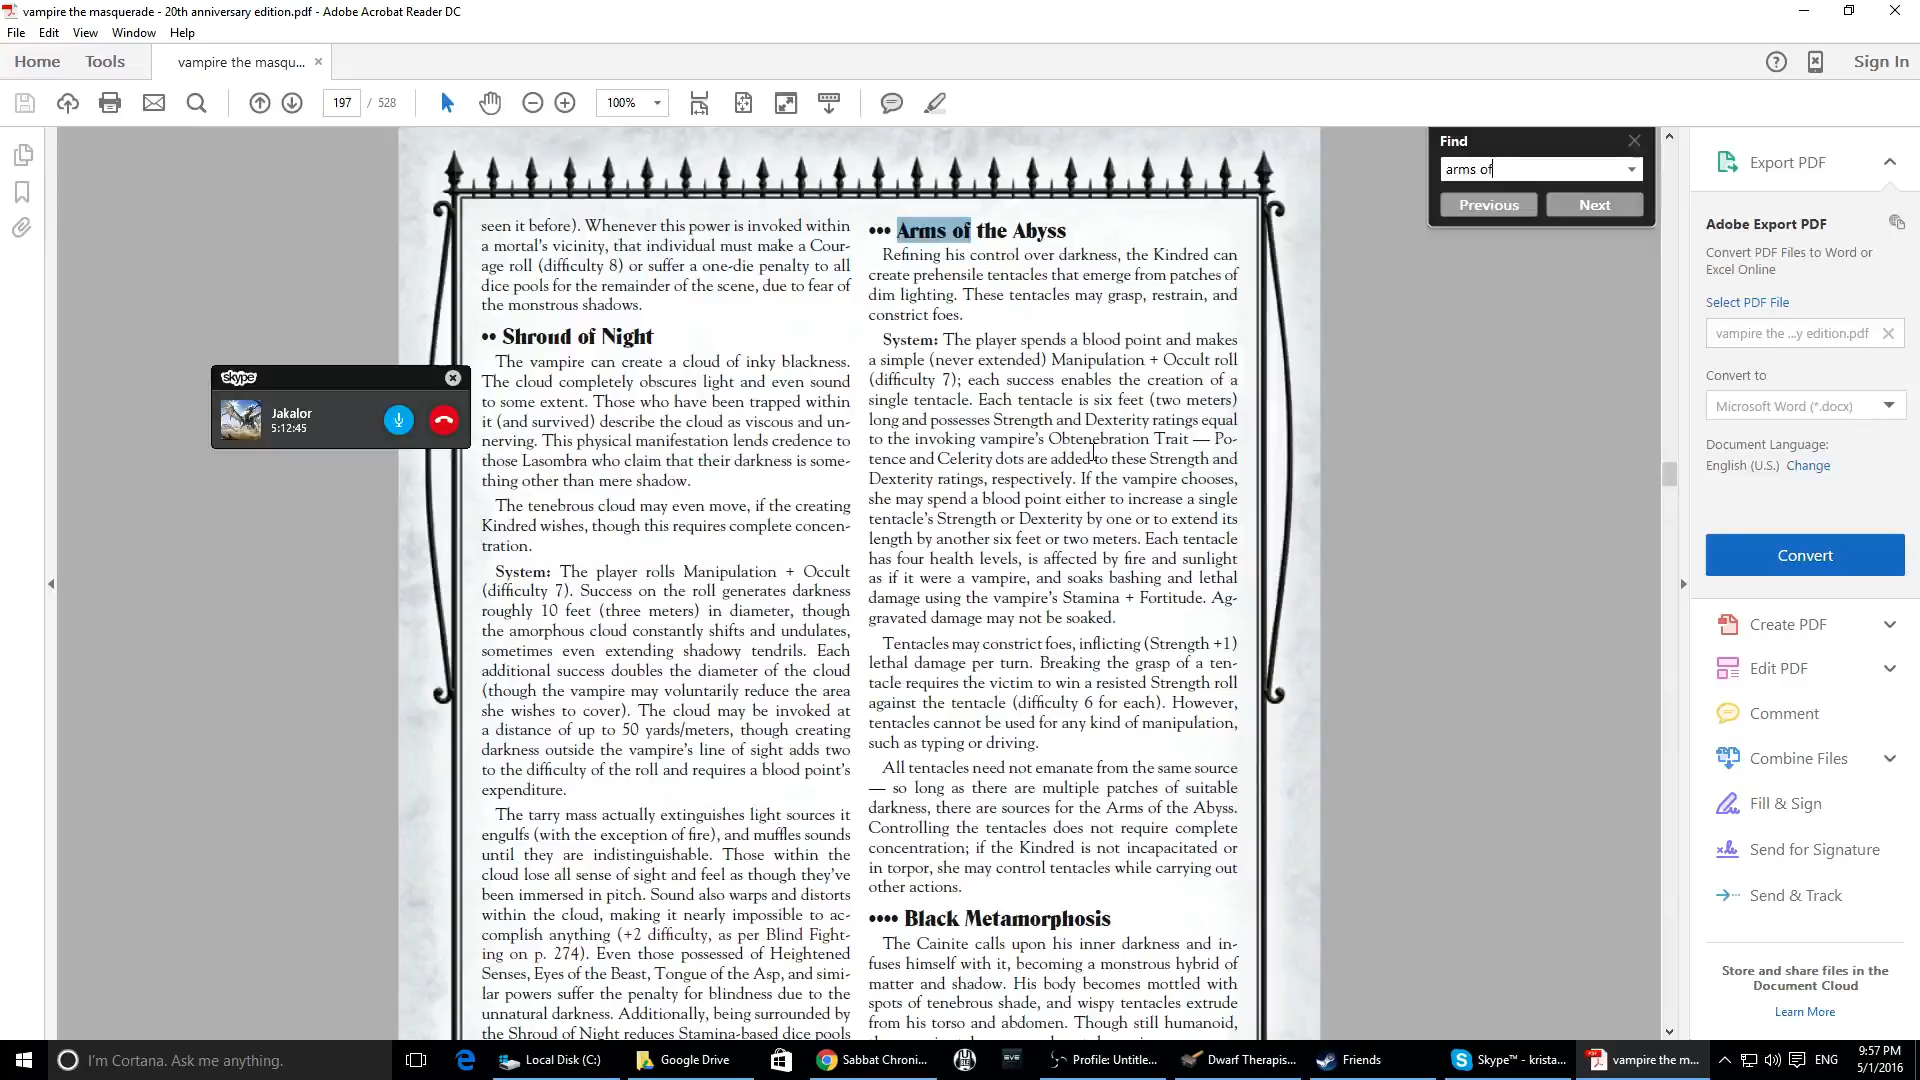 vampire the masquerade - 20th anniversary edition.pdf - Adobe Acrobat Reader DC
File Edit View Window Help
Home Tools vampire the masqu... × Sign In
197 / 528 100%
Find
arms of
Previous Next
seen it before). Whenever this power is invoked within
a mortal's vicinity, that individual must make a Cour-
age roll (difficulty 8) or suffer a one-die penalty to all
dice pools for the remainder of the scene, due to fear of
the monstrous shadows.
•• Shroud of Night
The vampire can create a cloud of inky blackness.
The cloud completely obscures light and even sound
to some extent. Those who have been trapped within
it (and survived) describe the cloud as viscous and un-
nerving. This physical manifestation lends credence to
those Lasombra who claim that their darkness is some-
thing other than mere shadow.
The tenebrous cloud may even move, if the creating
Kindred wishes, though this requires complete concen-
tration.
System: The player rolls Manipulation + Occult
(difficulty 7). Success on the roll generates darkness
roughly 10 feet (three meters) in diameter, though
the amorphous cloud constantly shifts and undulates,
sometimes even extending shadowy tendrils. Each
additional success doubles the diameter of the cloud
(though the vampire may voluntarily reduce the area
she wishes to cover). The cloud may be invoked at
a distance of up to 50 yards/meters, though creating
darkness outside the vampire's line of sight adds two
to the difficulty of the roll and requires a blood point's
expenditure.
The tarry mass actually extinguishes light sources it
engulfs (with the exception of fire), and muffles sounds
until they are indistinguishable. Those within the
cloud lose all sense of sight and feel as though they've
been immersed in pitch. Sound also warps and distorts
within the cloud, making it nearly impossible to ac-
complish anything (+2 difficulty, as per Blind Fight-
ing on p. 274). Even those possessed of Heightened
Senses, Eyes of the Beast, Tongue of the Asp, and simi-
lar powers suffer the penalty for blindness due to the
unnatural darkness. Additionally, being surrounded by
the Shroud of Night reduces Stamina-based dice pools
••• Arms of the Abyss
Refining his control over darkness, the Kindred can
create prehensile tentacles that emerge from patches of
dim lighting. These tentacles may grasp, restrain, and
constrict foes.
System: The player spends a blood point and makes
a simple (never extended) Manipulation + Occult roll
(difficulty 7); each success enables the creation of a
single tentacle. Each tentacle is six feet (two meters)
long and possesses Strength and Dexterity ratings equal
to the invoking vampire's Obtenebration Trait — Po-
tence and Celerity dots are added to these Strength and
Dexterity ratings, respectively. If the vampire chooses,
she may spend a blood point either to increase a single
tentacle's Strength or Dexterity by one or to extend its
length by another six feet or two meters. Each tentacle
has four health levels, is affected by fire and sunlight
as if it were a vampire, and soaks bashing and lethal
damage using the vampire's Stamina + Fortitude. Ag-
gravated damage may not be soaked.
Tentacles may constrict foes, inflicting (Strength +1)
lethal damage per turn. Breaking the grasp of a ten-
tacle requires the victim to win a resisted Strength roll
against the tentacle (difficulty 6 for each). However,
tentacles cannot be used for any kind of manipulation,
such as typing or driving.
All tentacles need not emanate from the same source
— so long as there are multiple patches of suitable
darkness, there are sources for the Arms of the Abyss.
Controlling the tentacles does not require complete
concentration; if the Kindred is not incapacitated or
in torpor, she may control tentacles while carrying out
other actions.
•••• Black Metamorphosis
The Cainite calls upon his inner darkness and in-
fuses himself with it, becoming a monstrous hybrid of
matter and shadow. His body becomes mottled with
spots of tenebrous shade, and wispy tentacles extrude
from his torso and abdomen. Though still humanoid,
skype
Jakalor
5:12:45
Export PDF
Adobe Export PDF
Convert PDF Files to Word or
Excel Online
Select PDF File
vampire the ...y edition.pdf
Convert to
Microsoft Word (*.docx)
Document Language:
English (U.S.) Change
Convert
Create PDF
Edit PDF
Comment
Combine Files
Fill & Sign
Send for Signature
Send & Track
Store and share files in the
Document Cloud
Learn More
I'm Cortana. Ask me anything. Local Disk (C:) Google Drive Sabbat Chroni... EVE Profile: Untitle... Dwarf Therapis... Friends Skype™ - krista... vampire the m... ENG 9:57 PM
5/1/2016